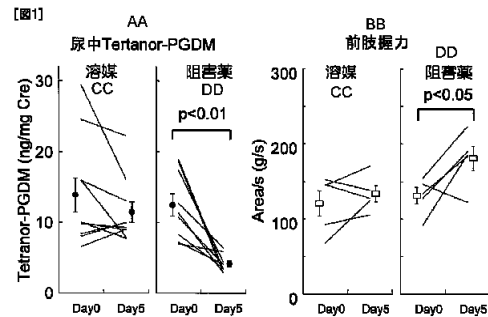 [図1]
AA
尿中Tertanor-PGDM
溶媒
CC
阻害薬
DD
p<0.01
Tetranor-PGDM (ng/mg Cre)
30
20
10
0
Day0
Day5
Day0
Day5
BB
前肢握力
溶媒
CC
DD
阻害薬
p<0.05
Area/s (g/s)
300
200
100
0
Day0
Day5
Day0
Day5